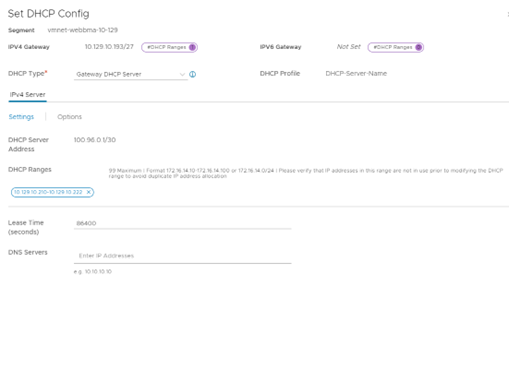 Set DHCP Config
Segment vmnet-webbma-10-129
IPV4 Gateway 10.129.10.193/27 #DHCP Ranges 1 IPV6 Gateway Not Set #DHCP Ranges
DHCP Type* Gateway DHCP Server DHCP Profile DHCP-Server-Name
IPv4 Server
Settings Options
DHCP Server Address 100.96.0.1/30
DHCP Ranges 99 Maximum | Format 172.16.14.10-172.16.14.100 or 172.16.14.0/24 | Please verify that IP addresses in this range are not in use prior to modifying the DHCP
range to avoid duplicate IP address allocation
10.129.10.210-10.129.10.222 ×
Lease Time (seconds) 86400
DNS Servers Enter IP Addresses
e.g. 10.10.10.10